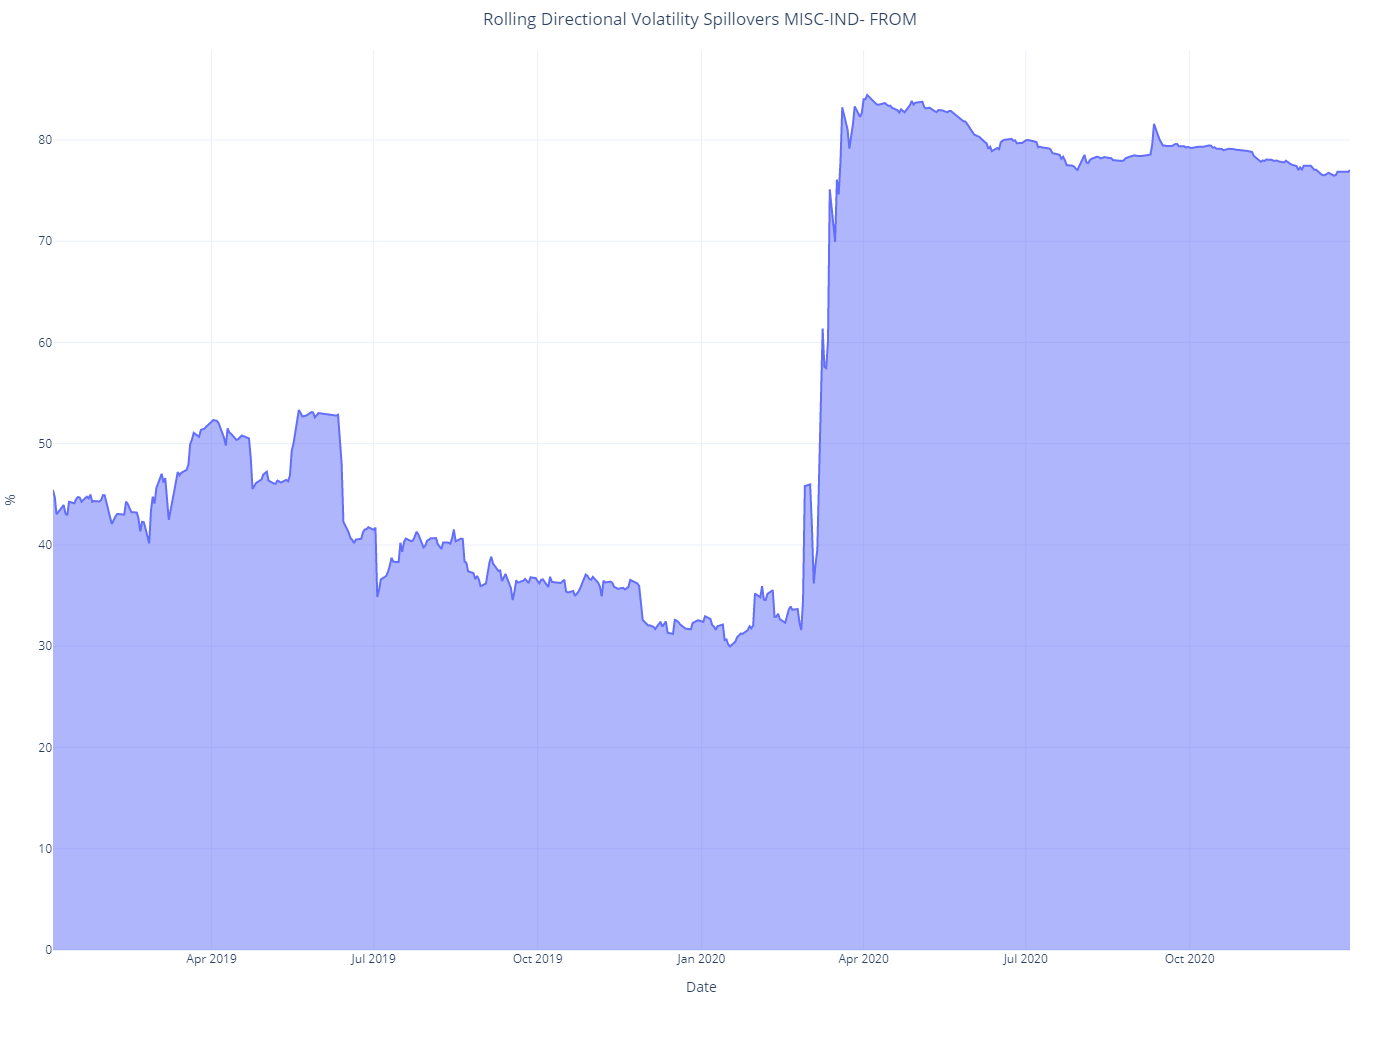 Rolling Directional Volatility Spillovers MISC-IND- FROM
80
70
60
50
%
40
30
20
10
0
Apr 2019
Jul 2019
Oct 2019
Jan 2020
Apr 2020
Jul 2020
Oct 2020
Date